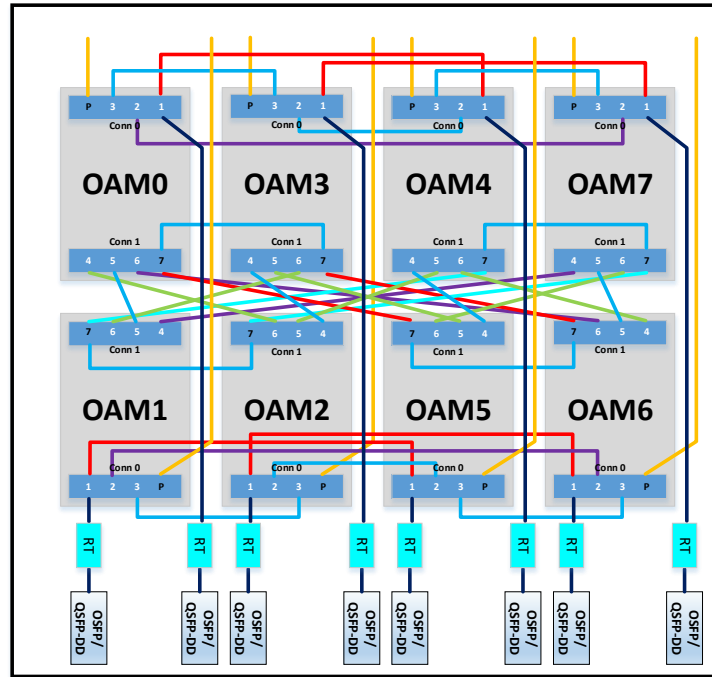 P 3 2 1
Conn 0
OAM0
Conn 1
4 5 6 7
P 3 2 1
Conn 0
OAM3
Conn 1
4 5 6 7
P 3 2 1
Conn 0
OAM4
Conn 1
4 5 6 7
P 3 2 1
Conn 0
OAM7
Conn 1
4 5 6 7
7 6 5 4
Conn 1
OAM1
Conn 0
1 2 3 P
7 6 5 4
Conn 1
OAM2
Conn 0
1 2 3 P
7 6 5 4
Conn 1
OAM5
Conn 0
1 2 3 P
7 6 5 4
Conn 1
OAM6
Conn 0
1 2 3 P
RT
RT
RT
RT
RT
RT
RT
RT
OSFP/
QSFP-DD
OSFP/
QSFP-DD
OSFP/
QSFP-DD
OSFP/
QSFP-DD
OSFP/
QSFP-DD
OSFP/
QSFP-DD
OSFP/
QSFP-DD
OSFP/
QSFP-DD